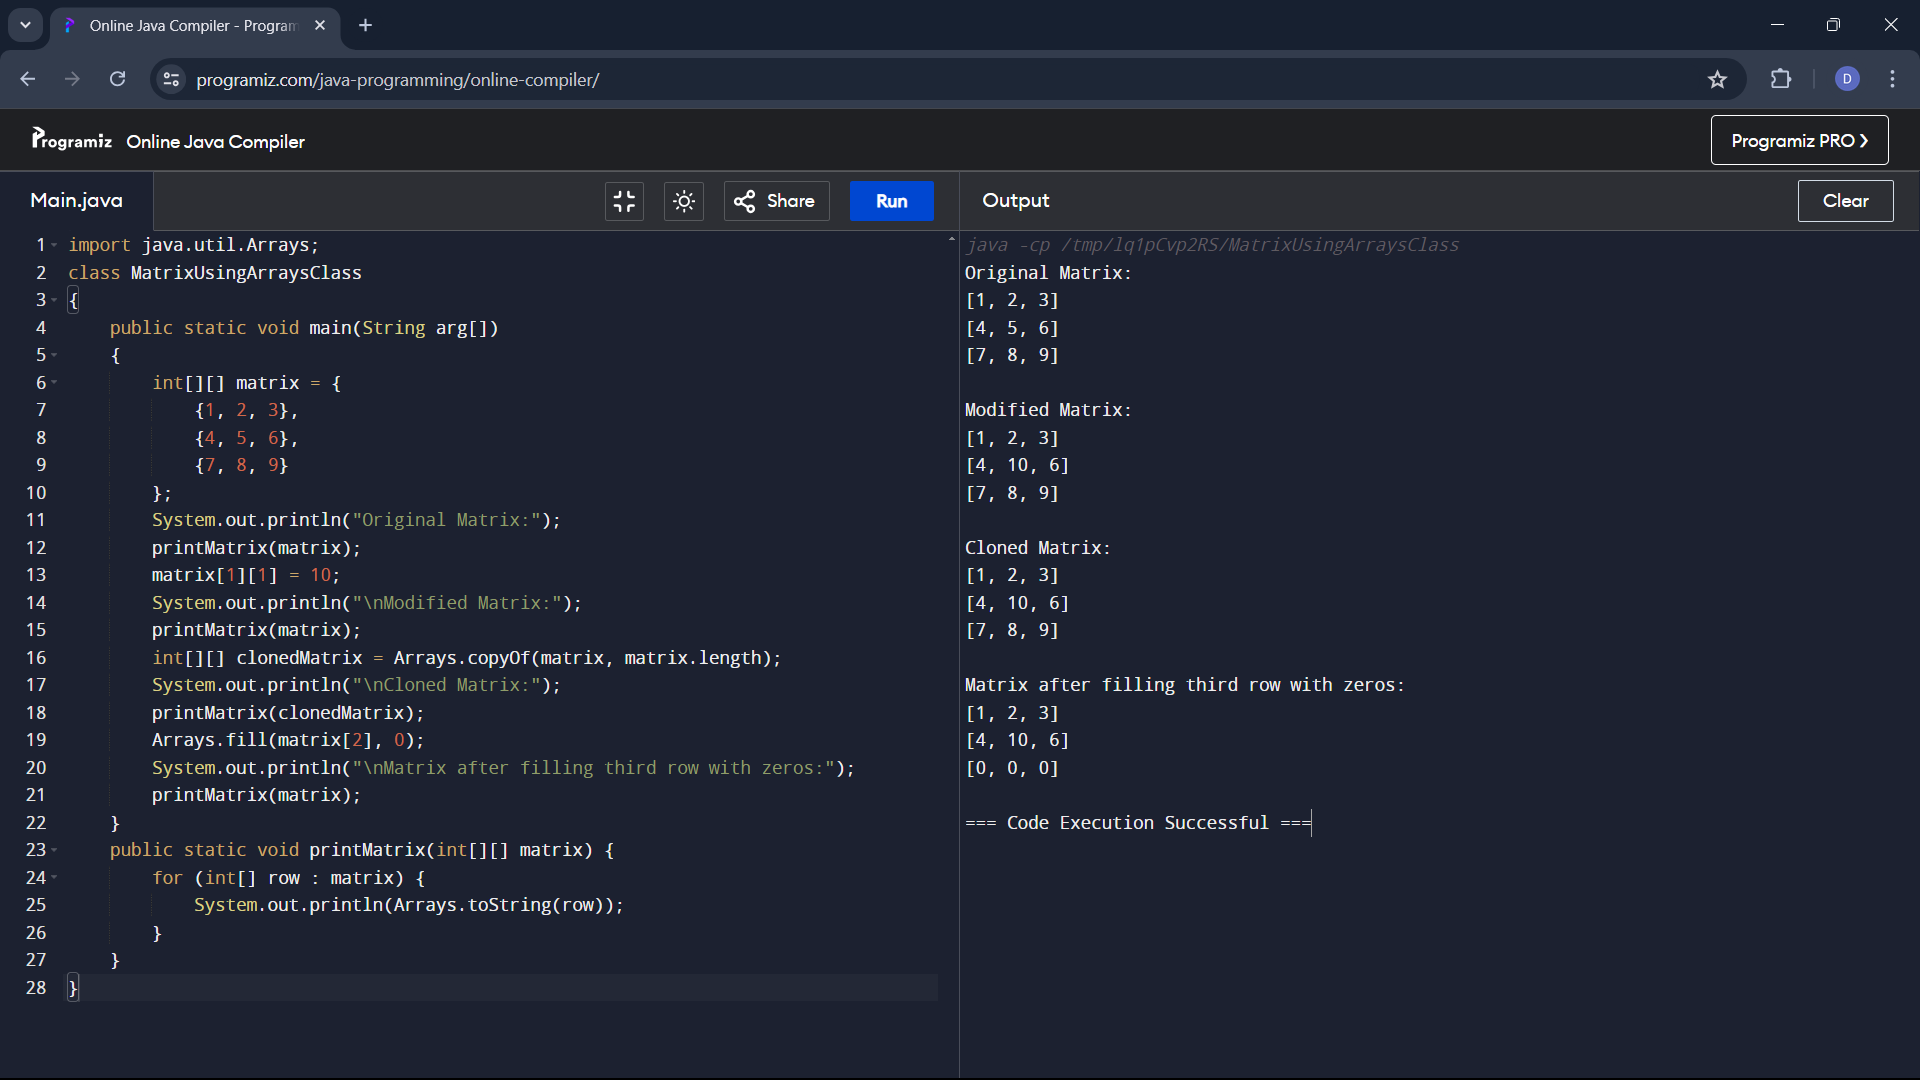 Online Java Compiler - Program
programiz.com/java-programming/online-compiler/
D
Programiz Online Java Compiler
Programiz PRO
Main.java
Share
Run
Output
Clear
1 import java.util.Arrays;
2 class MatrixUsingArraysClass
3 {
4 public static void main(String arg[])
5 {
6 int[][] matrix = {
7 {1, 2, 3},
8 {4, 5, 6},
9 {7, 8, 9}
10 };
11 System.out.println("Original Matrix:");
12 printMatrix(matrix);
13 matrix[1][1] = 10;
14 System.out.println("\nModified Matrix:");
15 printMatrix(matrix);
16 int[][] clonedMatrix = Arrays.copyOf(matrix, matrix.length);
17 System.out.println("\nCloned Matrix:");
18 printMatrix(clonedMatrix);
19 Arrays.fill(matrix[2], 0);
20 System.out.println("\nMatrix after filling third row with zeros:");
21 printMatrix(matrix);
22 }
23 public static void printMatrix(int[][] matrix) {
24 for (int[] row : matrix) {
25 System.out.println(Arrays.toString(row));
26 }
27 }
28 }
java -cp /tmp/lq1pCvp2RS/MatrixUsingArraysClass
Original Matrix:
[1, 2, 3]
[4, 5, 6]
[7, 8, 9]
Modified Matrix:
[1, 2, 3]
[4, 10, 6]
[7, 8, 9]
Cloned Matrix:
[1, 2, 3]
[4, 10, 6]
[7, 8, 9]
Matrix after filling third row with zeros:
[1, 2, 3]
[4, 10, 6]
[0, 0, 0]
=== Code Execution Successful ===